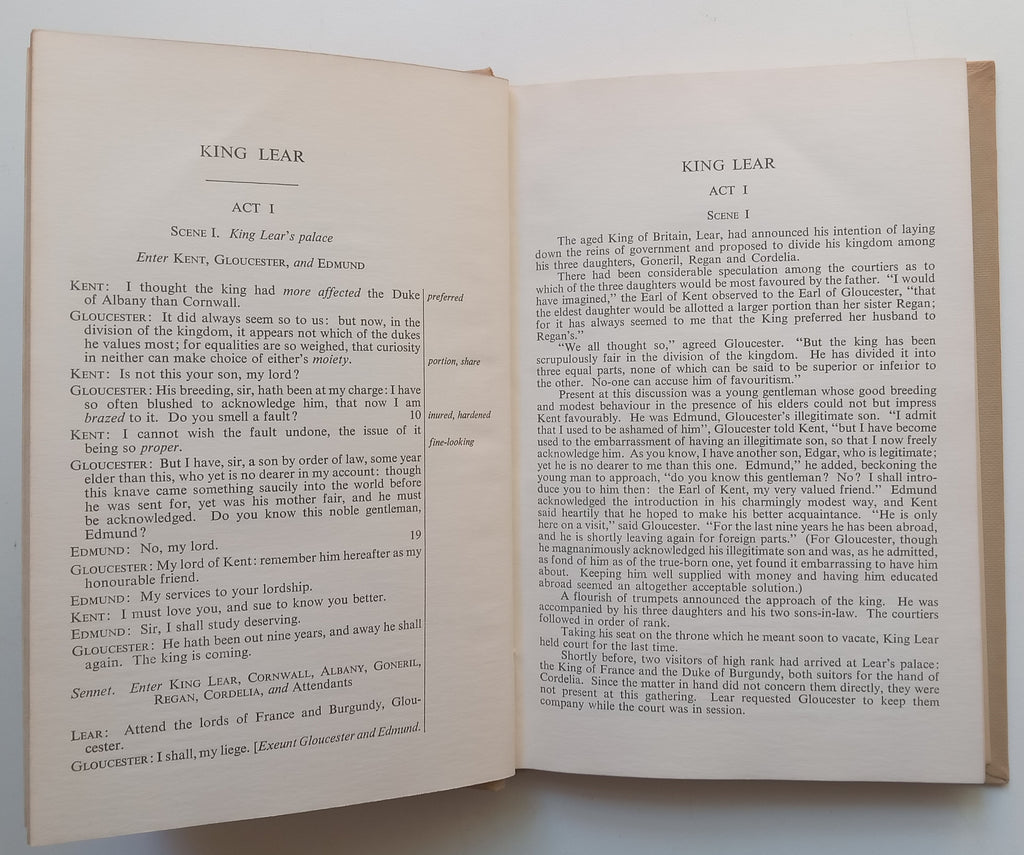 KING LEAR
ACT I
SCENE I. King Lear's palace
Enter KENT, GLOUCESTER, and EDMUND
KENT: I thought the king had more affected the Duke
of Albany than Cornwall.
preferred
GLOUCESTER: It did always seem so to us: but now, in the
division of the kingdom, it appears not which of the dukes
he values most; for equalities are so weighed, that curiosity
in neither can make choice of either's moiety.
portion, share
KENT: Is not this your son, my lord?
GLOUCESTER: His breeding, sir, hath been at my charge: I have
so often blushed to acknowledge him, that now I am
brazed to it. Do you smell a fault? 10
inured, hardened
KENT: I cannot wish the fault undone, the issue of it
being so proper.
fine-looking
GLOUCESTER: But I have, sir, a son by order of law, some year
elder than this, who yet is no dearer in my account: though
this knave came something saucily into the world before
he was sent for, yet was his mother fair, and he must
be acknowledged. Do you know this noble gentleman,
Edmund? 19
EDMUND: No, my lord.
GLOUCESTER: My lord of Kent: remember him hereafter as my
honourable friend.
EDMUND: My services to your lordship.
KENT: I must love you, and sue to know you better.
EDMUND: Sir, I shall study deserving.
GLOUCESTER: He hath been out nine years, and away he shall
again. The king is coming.
Sennet. Enter KING LEAR, CORNWALL, ALBANY, GONERIL,
REGAN, CORDELIA, and Attendants
LEAR: Attend the lords of France and Burgundy, Glou-
cester.
GLOUCESTER: I shall, my liege. [Exeunt Gloucester and Edmund.
KING LEAR
ACT I
SCENE I
The aged King of Britain, Lear, had announced his intention of laying
down the reins of government and proposed to divide his kingdom among
his three daughters, Goneril, Regan and Cordelia.
There had been considerable speculation among the courtiers as to
which of the three daughters would be most favoured by the father. "I would
have imagined," the Earl of Kent observed to the Earl of Gloucester, "that
the eldest daughter would be allotted a larger portion than her sister Regan;
for it has always seemed to me that the King preferred her husband to
Regan's."
"We all thought so," agreed Gloucester. "But the king has been
scrupulously fair in the division of the kingdom. He has divided it into
three equal parts, none of which can be said to be superior or inferior to
the other. No-one can accuse him of favouritism."
Present at this discussion was a young gentleman whose good breeding
and modest behaviour in the presence of his elders could not but impress
Kent favourably. He was Edmund, Gloucester's illegitimate son. "I admit
that I used to be ashamed of him", Gloucester told Kent, "but I have become
used to the embarrassment of having an illegitimate son, so that I now freely
acknowledge him. As you know, I have another son, Edgar, who is legitimate;
yet he is no dearer to me than this one. Edmund," he added, beckoning the
young man to approach, "do you know this gentleman? No? I shall intro-
duce you to him then: the Earl of Kent, my very valued friend." Edmund
acknowledged the introduction in his charmingly modest way, and Kent
said heartily that he hoped to make his better acquaintance. "He is only
here on a visit," said Gloucester. "For the last nine years he has been abroad,
and he is shortly leaving again for foreign parts." (For Gloucester, though
he magnanimously acknowledged his illegitimate son and was, as he admitted,
as fond of him as of the true-born one, yet found it embarrassing to have him
about. Keeping him well supplied with money and having him educated
abroad seemed an altogether acceptable solution.)
A flourish of trumpets announced the approach of the king. He was
accompanied by his three daughters and his two sons-in-law. The courtiers
followed in order of rank.
Taking his seat on the throne which he meant soon to vacate, King Lear
held court for the last time.
Shortly before, two visitors of high rank had arrived at Lear's palace:
the King of France and the Duke of Burgundy, both suitors for the hand of
Cordelia. Since the matter in hand did not concern them directly, they were
not present at this gathering. Lear requested Gloucester to keep them
company while the court was in session.